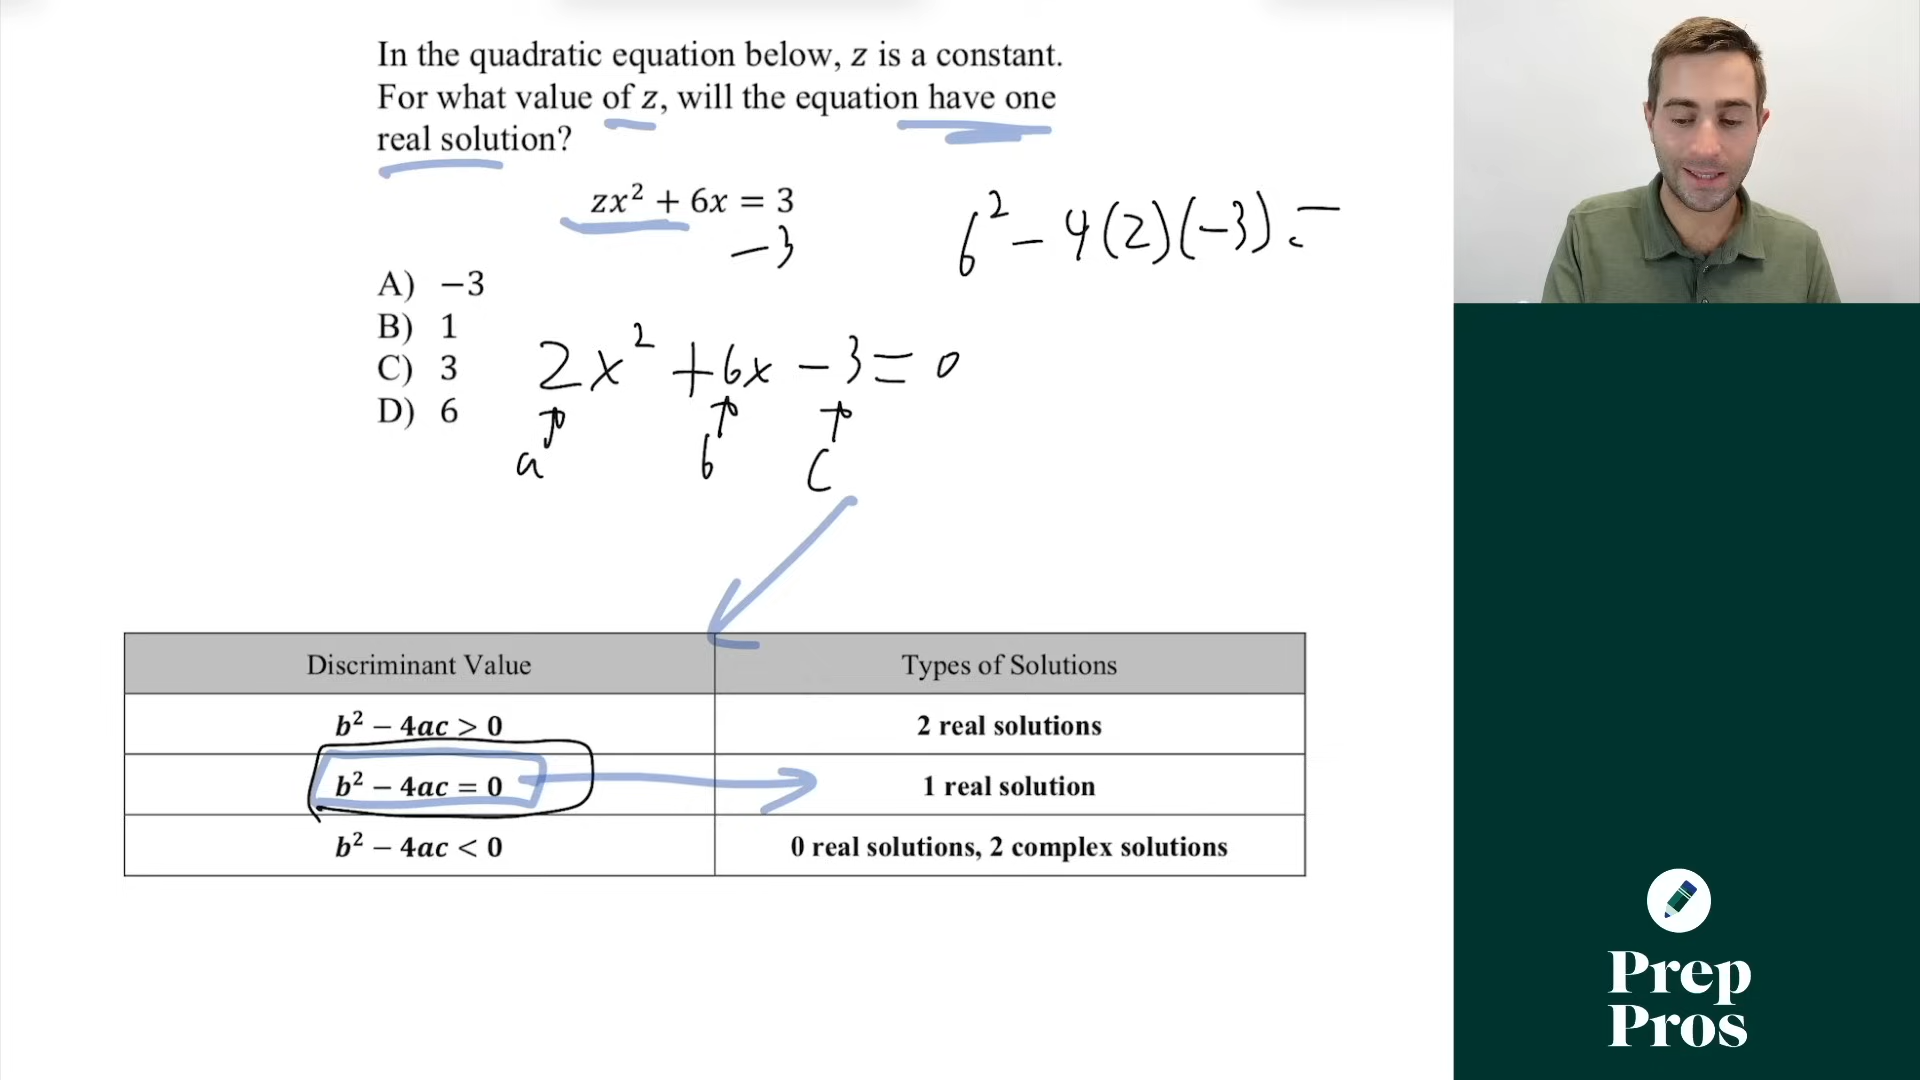 In the quadratic equation below, z is a constant.
For what value of z, will the equation have one
real solution?
zx² + 6x = 3
−3
6² − 4(z)(−3) =
A) −3
B) 1
C) 3
D) 6
zx² + 6x − 3 = 0
a b c
Discriminant Value Types of Solutions
b² − 4ac > 0 2 real solutions
b² − 4ac = 0 1 real solution
b² − 4ac < 0 0 real solutions, 2 complex solutions
Prep
Pros